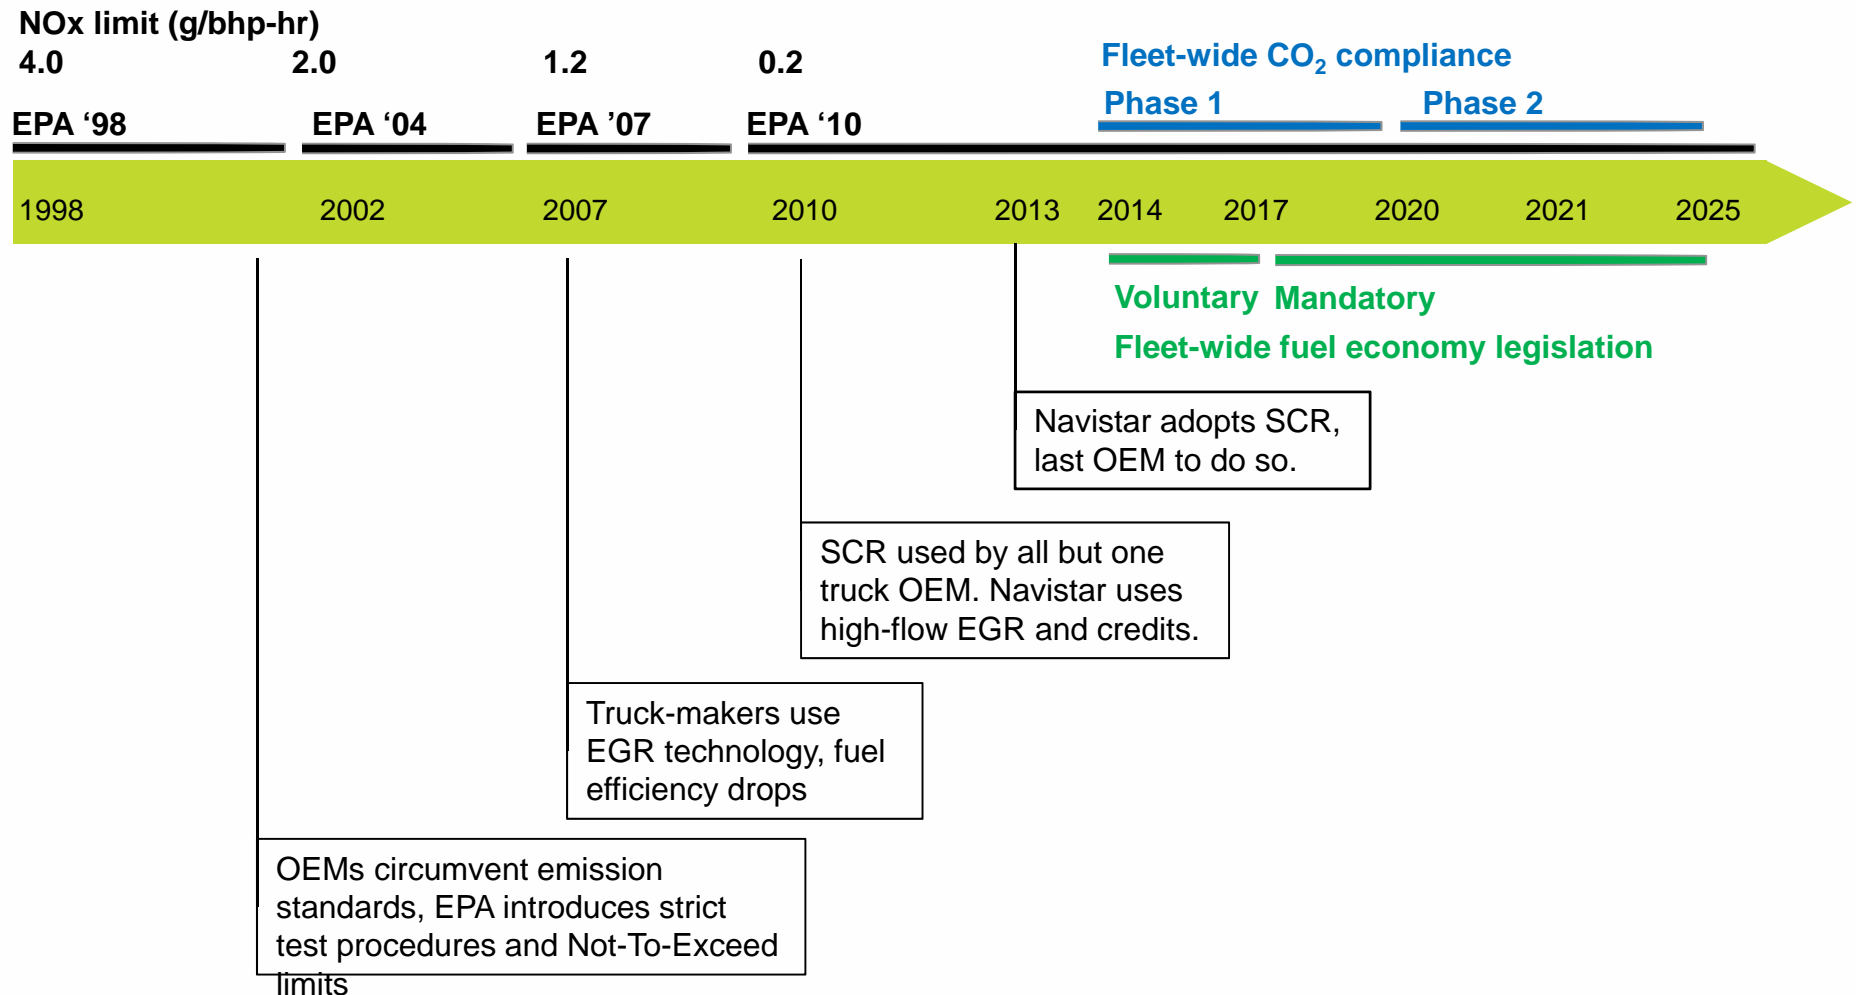 NOx limit (g/bhp-hr)
4.0 2.0 1.2 0.2
Fleet-wide CO₂ compliance
Phase 1 Phase 2
EPA ‘98 EPA ‘04 EPA ’07 EPA ’10
1998 2002 2007 2010 2013 2014 2017 2020 2021 2025
Voluntary Mandatory
Fleet-wide fuel economy legislation
Navistar adopts SCR,
last OEM to do so.
SCR used by all but one
truck OEM. Navistar uses
high-flow EGR and credits.
Truck-makers use
EGR technology, fuel
efficiency drops
OEMs circumvent emission
standards, EPA introduces strict
test procedures and Not-To-Exceed
limits